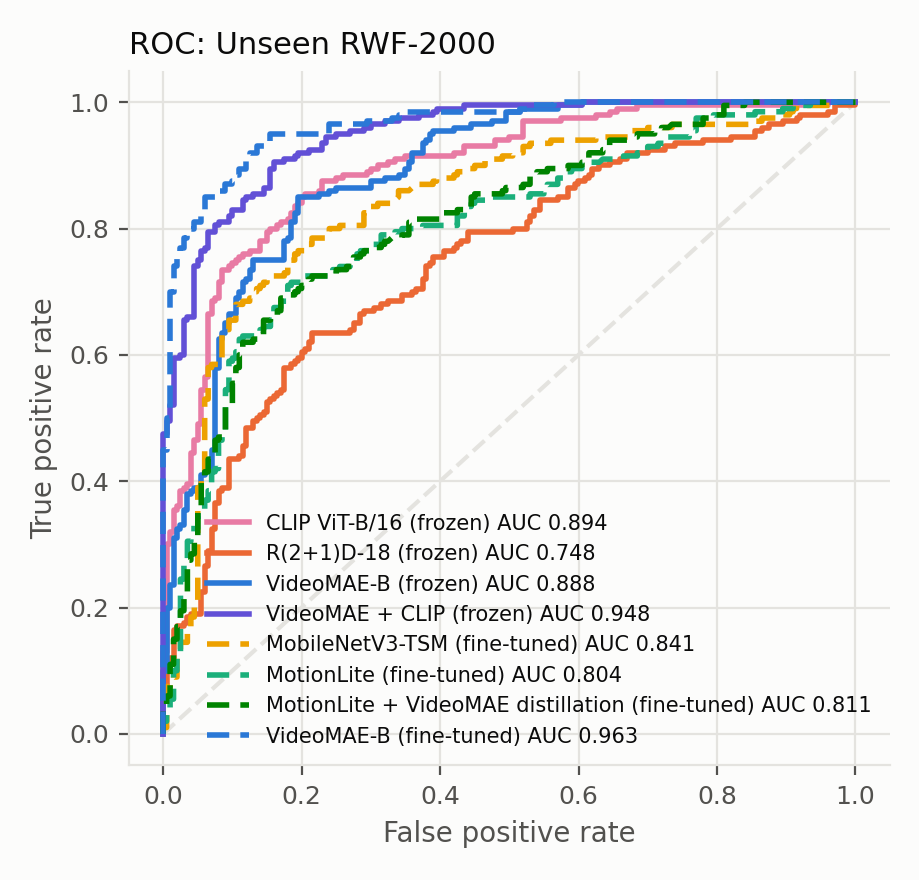 ROC: Unseen RWF-2000
True positive rate
1.0
0.8
0.6
0.4
0.2
0.0
CLIP ViT-B/16 (frozen) AUC 0.894
R(2+1)D-18 (frozen) AUC 0.748
VideoMAE-B (frozen) AUC 0.888
VideoMAE + CLIP (frozen) AUC 0.948
MobileNetV3-TSM (fine-tuned) AUC 0.841
MotionLite (fine-tuned) AUC 0.804
MotionLite + VideoMAE distillation (fine-tuned) AUC 0.811
VideoMAE-B (fine-tuned) AUC 0.963
0.0 0.2 0.4 0.6 0.8 1.0
False positive rate